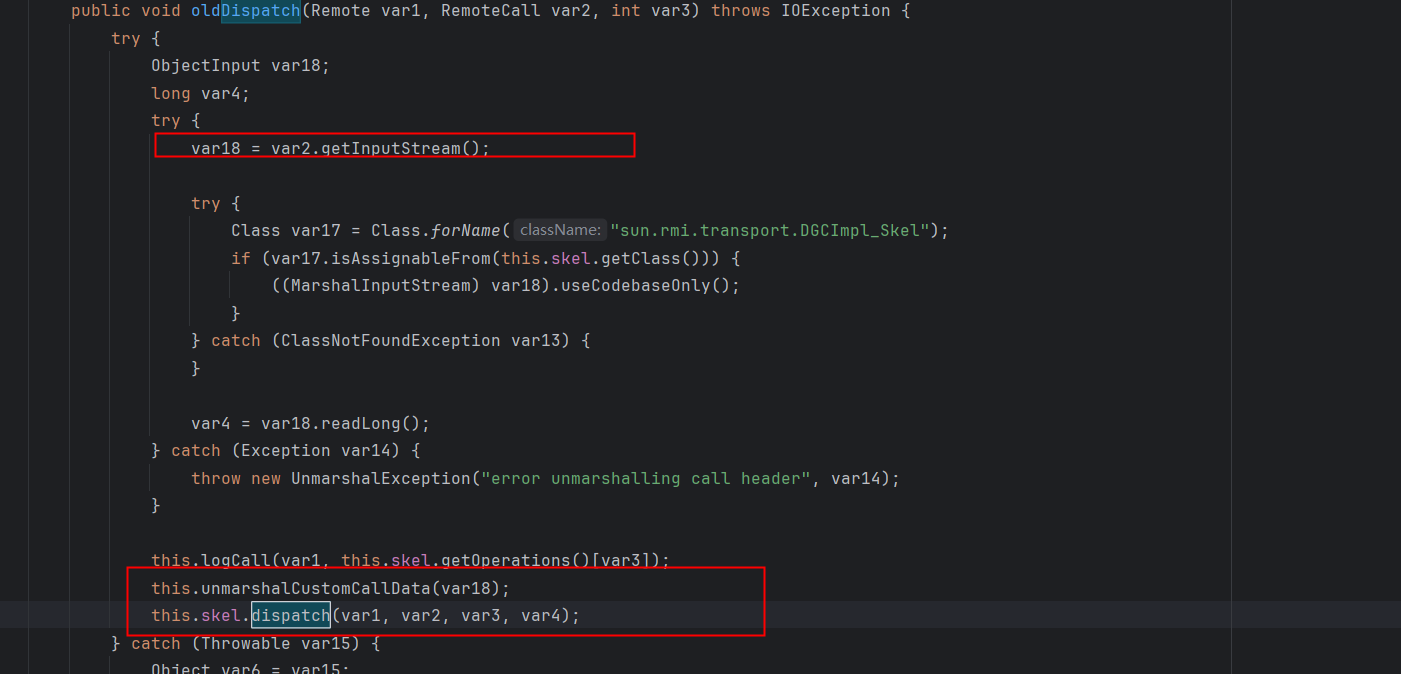 public void oldDispatch(Remote var1, RemoteCall var2, int var3) throws IOException {
try {
ObjectInput var18;
long var4;
try {
var18 = var2.getInputStream();
try {
Class var17 = Class.forName( className: "sun.rmi.transport.DGCImpl_Skel");
if (var17.isAssignableFrom(this.skel.getClass())) {
((MarshalInputStream) var18).useCodebaseOnly();
}
} catch (ClassNotFoundException var13) {
}
var4 = var18.readLong();
} catch (Exception var14) {
throw new UnmarshalException("error unmarshalling call header", var14);
}
this.logCall(var1, this.skel.getOperations()[var3]);
this.unmarshalCustomCallData(var18);
this.skel.dispatch(var1, var2, var3, var4);
} catch (Throwable var15) {
Object var6 = var15;